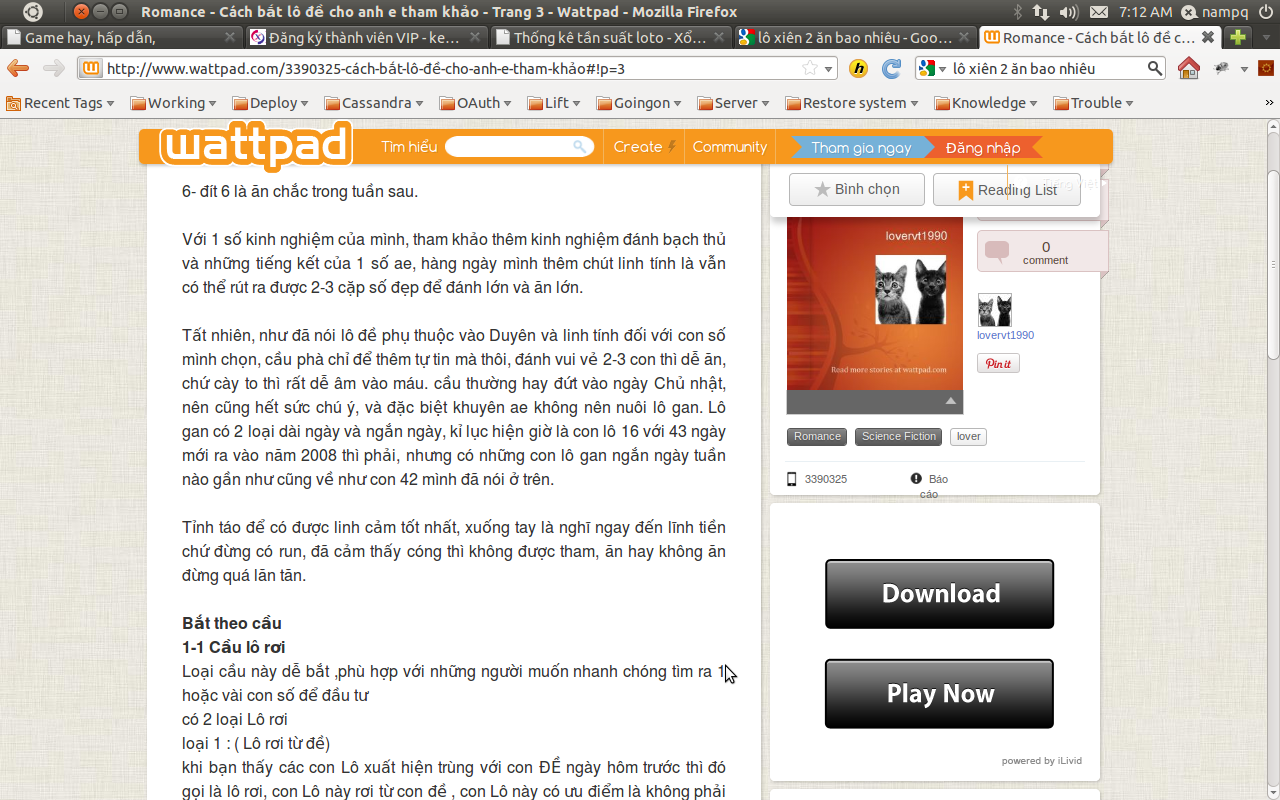 Romance - Cách bắt lô đề cho anh e tham khảo - Trang 3 - Wattpad - Mozilla Firefox
7:12 AM
nampq
Game hay, hấp dẫn,
Đăng ký thành viên VIP - ke...
Thống kê tần suất loto - Xổ...
lô xiên 2 ăn bao nhiêu - Goo...
Romance - Cách bắt lô đề c...
http://www.wattpad.com/3390325-cách-bắt-lô-đề-cho-anh-e-tham-khảo#!p=3
lô xiên 2 ăn bao nhiêu
Recent Tags
Working
Deploy
Cassandra
OAuth
Lift
Goingon
Server
Restore system
Knowledge
Trouble
wattpad
Tìm hiểu
Create
Community
Tham gia ngay
Đăng nhập
Bình chọn
Reading List
6- đít 6 là ăn chắc trong tuần sau.
Với 1 số kinh nghiệm của mình, tham khảo thêm kinh nghiệm đánh bạch thủ
và những tiếng kết của 1 số ae, hàng ngày mình thêm chút linh tính là vẫn
có thể rút ra được 2-3 cặp số đẹp để đánh lớn và ăn lớn.
Tất nhiên, như đã nói lô đề phụ thuộc vào Duyên và linh tính đối với con số
mình chọn, cầu phà chỉ để thêm tự tin mà thôi, đánh vui vẻ 2-3 con thì dễ ăn,
chứ cày to thì rất dễ âm vào máu. cầu thường hay đứt vào ngày Chủ nhật,
nên cũng hết sức chú ý, và đặc biệt khuyên ae không nên nuôi lô gan. Lô
gan có 2 loại dài ngày và ngắn ngày, kỉ lục hiện giờ là con lô 16 với 43 ngày
mới ra vào năm 2008 thì phải, nhưng có những con lô gan ngắn ngày tuần
nào gần như cũng về như con 42 mình đã nói ở trên.
Tỉnh táo để có được linh cảm tốt nhất, xuống tay là nghĩ ngay đến lĩnh tiền
chứ đừng có run, đã cảm thấy cóng thì không được tham, ăn hay không ăn
đừng quá lăn tăn.
Bắt theo cầu
1-1 Cầu lô rơi
Loại cầu này dễ bắt ,phù hợp với những người muốn nhanh chóng tìm ra 1
hoặc vài con số để đầu tư
có 2 loại Lô rơi
loại 1 : ( Lô rơi từ đề)
khi bạn thấy các con Lô xuất hiện trùng với con ĐỀ ngày hôm trước thì đó
gọi là lô rơi, con Lô này rơi từ con đề , con Lô này có ưu điểm là không phải
lovervt1990
Read more stories at wattpad.com
0
comment
lovervt1990
Pin it
Romance
Science Fiction
lover
3390325
Báo
cáo
Download
Play Now
powered by iLivid